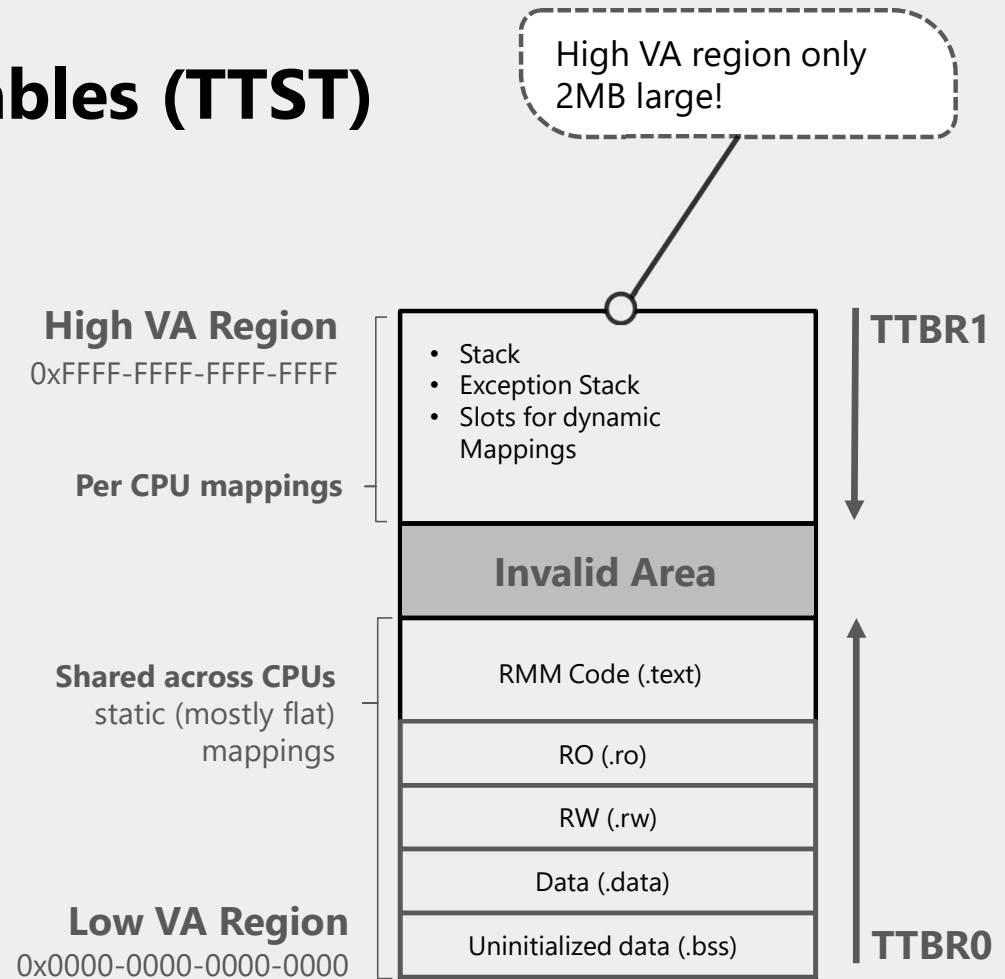 ables (TTST)
High VA region only
2MB large!
High VA Region
0xFFFF-FFFF-FFFF-FFFF
Per CPU mappings
• Stack
• Exception Stack
• Slots for dynamic
Mappings
TTBR1
Invalid Area
Shared across CPUs
static (mostly flat)
mappings
RMM Code (.text)
RO (.ro)
RW (.rw)
Data (.data)
Uninitialized data (.bss)
Low VA Region
0x0000-0000-0000-0000
TTBR0